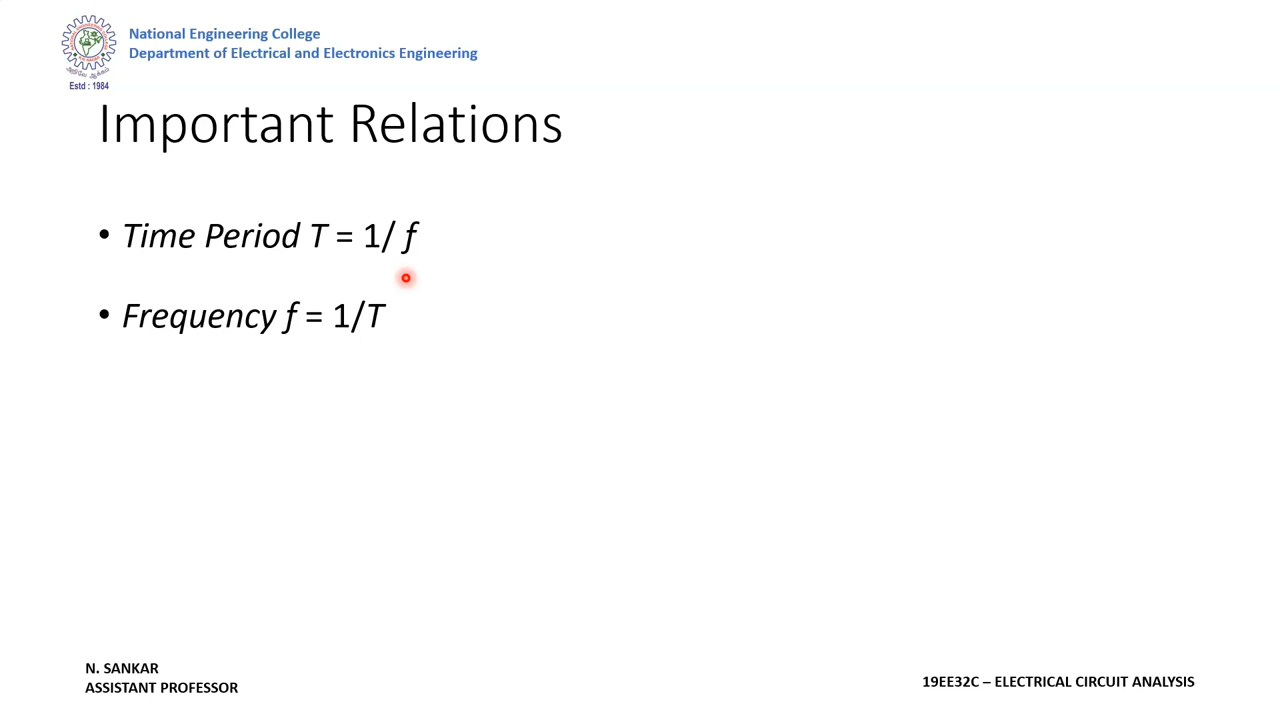 National Engineering College
Department of Electrical and Electronics Engineering
Estd : 1984
Important Relations
• Time Period T = 1/ f
• Frequency f = 1/T
N. SANKAR
ASSISTANT PROFESSOR
19EE32C – ELECTRICAL CIRCUIT ANALYSIS